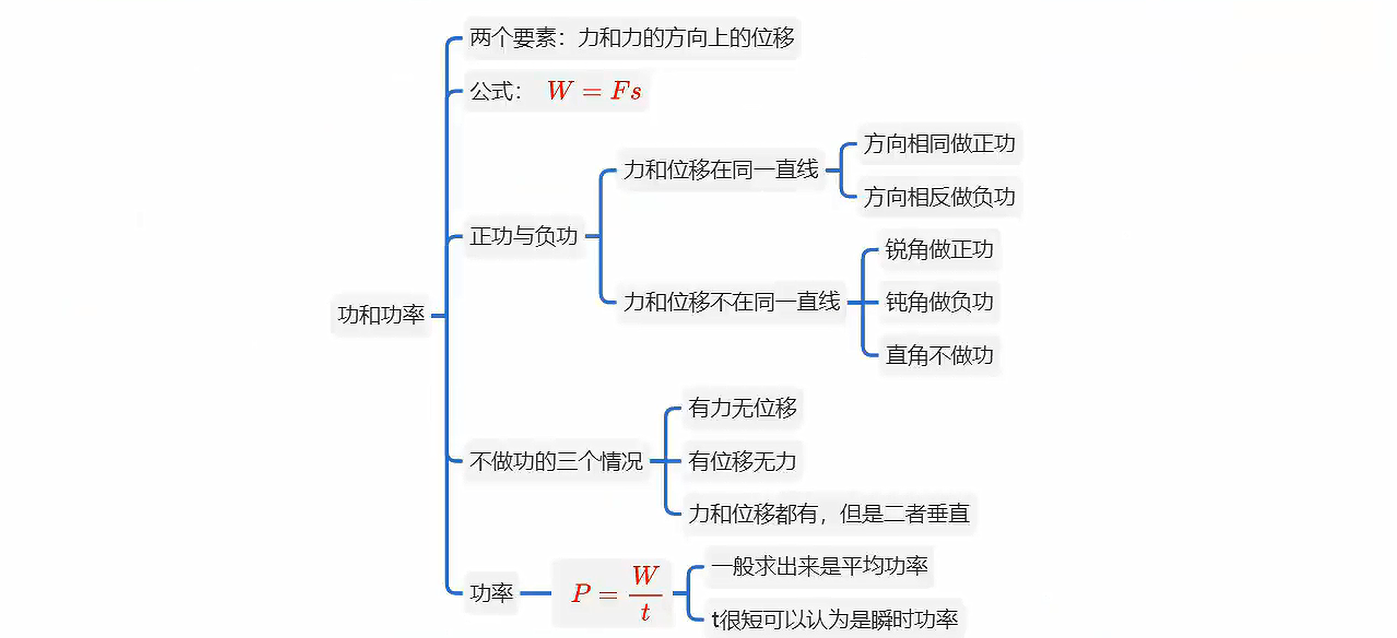 两个要素：力和力的方向上的位移
公式： W = Fs
方向相同做正功
力和位移在同一直线
方向相反做负功
正功与负功
锐角做正功
力和位移不在同一直线
钝角做负功
功和功率
直角不做功
有力无位移
不做功的三个情况
有位移无力
力和位移都有，但是二者垂直
一般求出来是平均功率
功率
P = W/t
t很短可以认为是瞬时功率